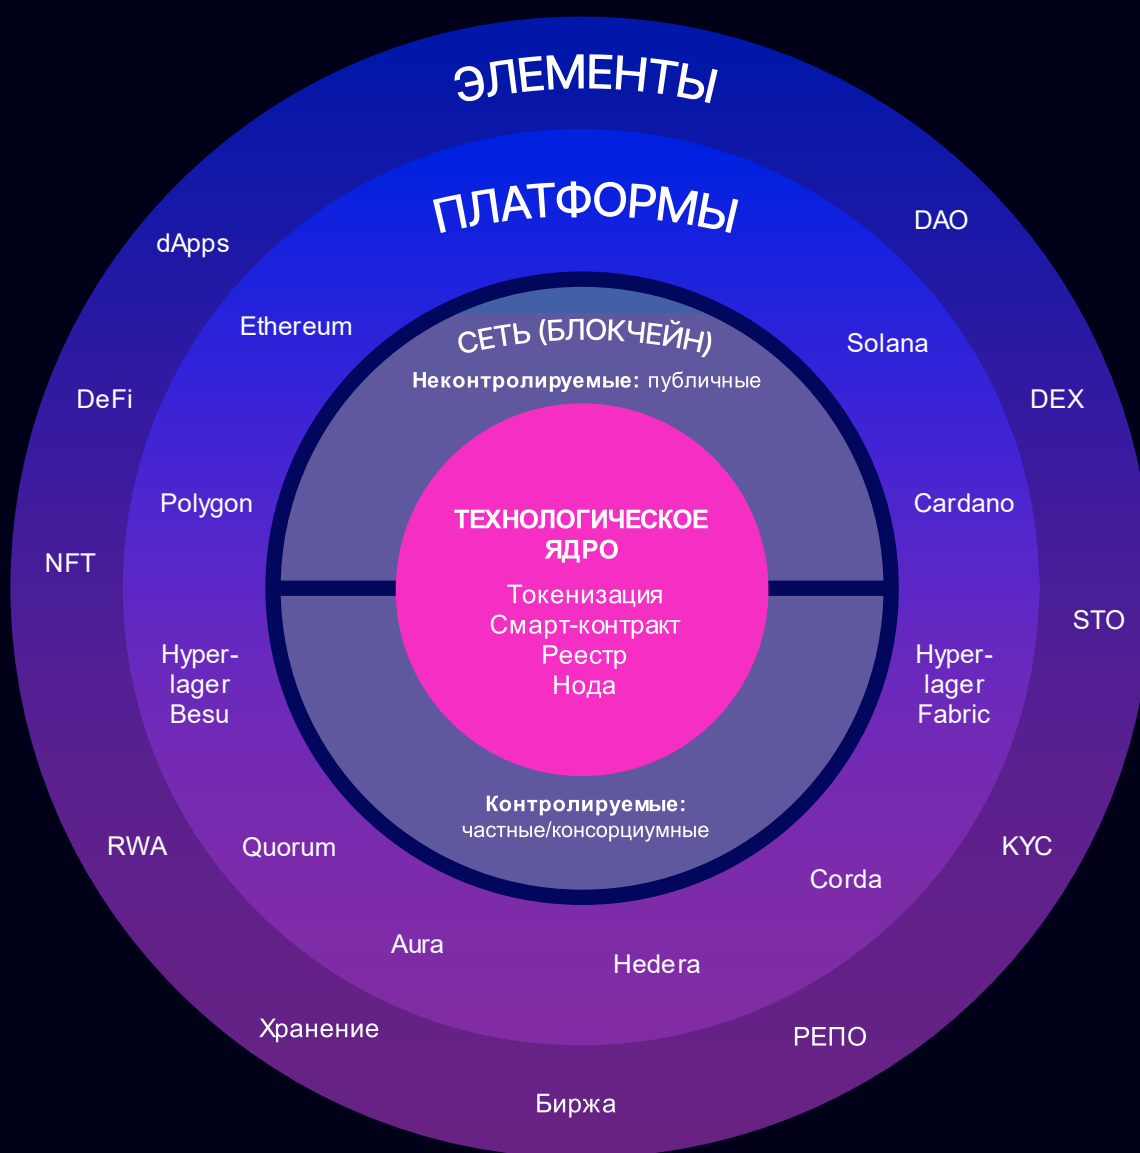 ЭЛЕМЕНТЫ
ПЛАТФОРМЫ
DAO
dApps
Ethereum
Solana
СЕТЬ (БЛОКЧЕЙН)
Неконтролируемые: публичные
DeFi
DEX
Polygon
Cardano
NFT
ТЕХНОЛОГИЧЕСКОЕ
ЯДРО
Токенизация
Смарт-контракт
Реестр
Нода
STO
Hyper-
lager
Besu
Hyper-
lager
Fabric
Контролируемые:
частные/консорциумные
RWA
Quorum
KYC
Corda
Aura
Hedera
Хранение
РЕПО
Биржа